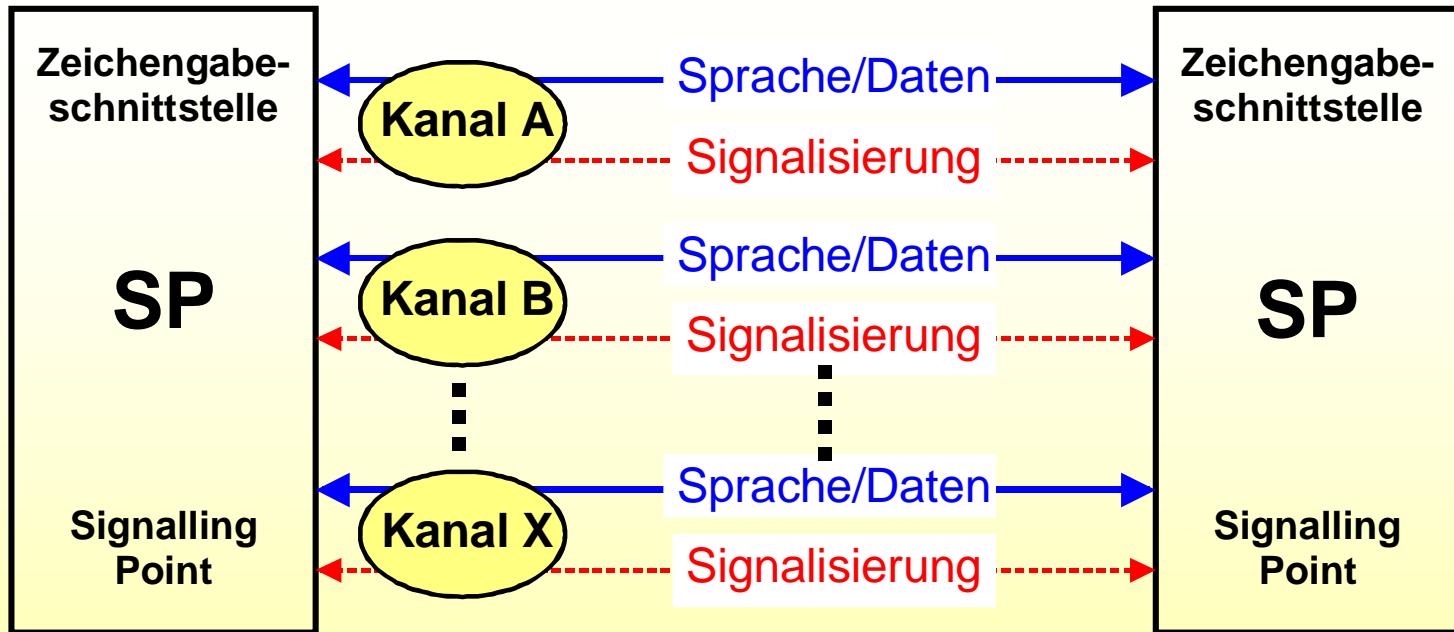 Zeichengabe-
schnittstelle
SP
Signalling
Point
Kanal A
Sprache/Daten
Signalisierung
Kanal B
Sprache/Daten
Signalisierung
Kanal X
Sprache/Daten
Signalisierung
Zeichengabe-
schnittstelle
SP
Signalling
Point